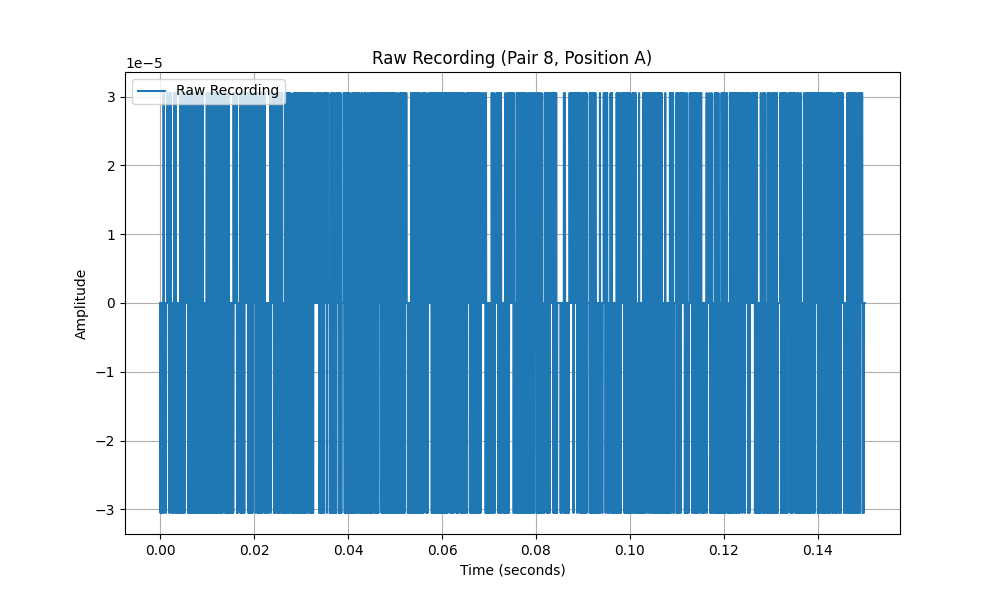 Raw Recording (Pair 8, Position A)
1e−5
Raw Recording
3
2
1
0
−1
−2
−3
Amplitude
0.00 0.02 0.04 0.06 0.08 0.10 0.12 0.14
Time (seconds)